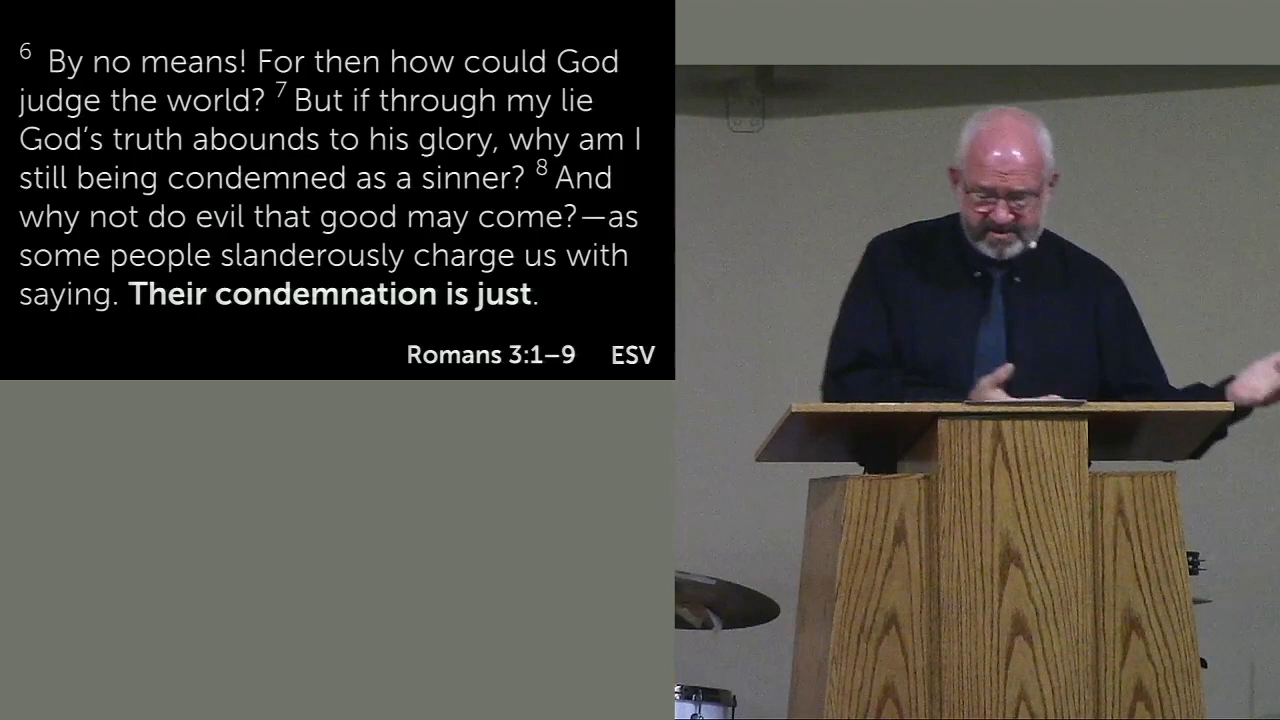 6 By no means! For then how could God
judge the world? 7 But if through my lie
God's truth abounds to his glory, why am I
still being condemned as a sinner? 8 And
why not do evil that good may come?—as
some people slanderously charge us with
saying. Their condemnation is just.
Romans 3:1–9 ESV